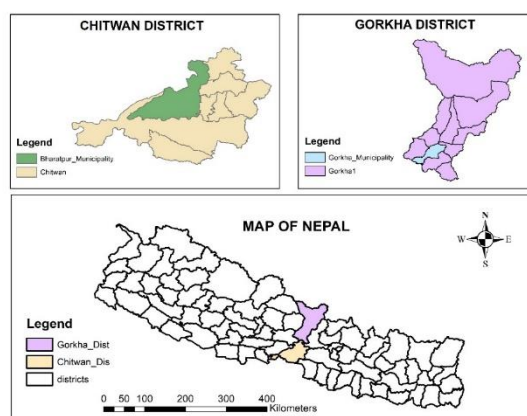 CHITWAN DISTRICT
Legend
Bharatpur_Municipality
Chitwan
GORKHA DISTRICT
Legend
Gorkha_Municipality
Gorkha1
MAP OF NEPAL
N
W E
S
Legend
Gorkha_Dist
Chitwan_Dis
districts
0 50 100 200 300 400
Kilometers